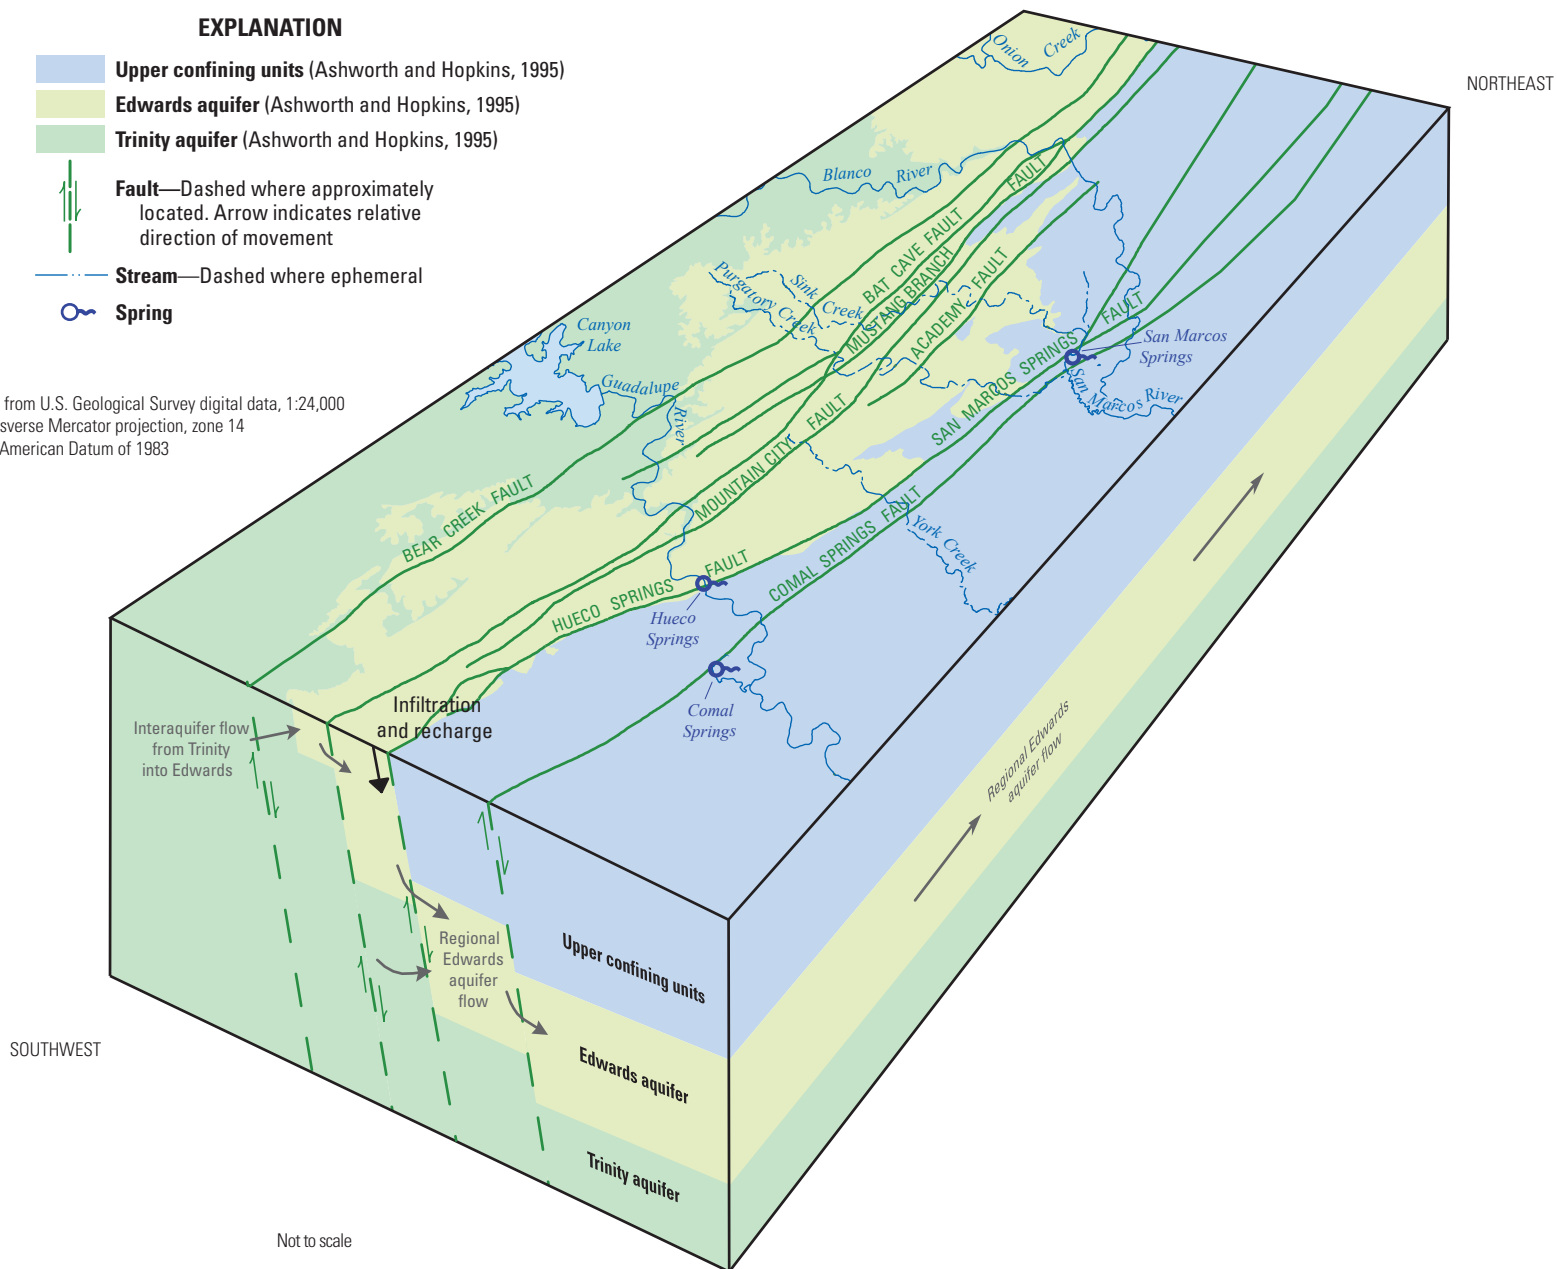 EXPLANATION
Upper confining units (Ashworth and Hopkins, 1995)
Edwards aquifer (Ashworth and Hopkins, 1995)
Trinity aquifer (Ashworth and Hopkins, 1995)
Fault—Dashed where approximately
located. Arrow indicates relative
direction of movement
Stream—Dashed where ephemeral
Spring
from U.S. Geological Survey digital data, 1:24,000
sverse Mercator projection, zone 14
American Datum of 1983
NORTHEAST
Onion Creek
Blanco River
BAT CAVE FAULT
MUSTANG BRANCH FAULT
ACADEMY FAULT
Sink Creek
Purgatory Creek
Canyon
Lake
Guadalupe River
SAN MARCOS SPRINGS FAULT
San Marcos
Springs
San Marcos River
MOUNTAIN CITY FAULT
BEAR CREEK FAULT
HUECO SPRINGS FAULT
COMAL SPRINGS FAULT
York Creek
Hueco
Springs
Comal
Springs
Infiltration
and recharge
Interaquifer flow
from Trinity
into Edwards
Regional Edwards
aquifer flow
Regional
Edwards
aquifer
flow
Upper confining units
Edwards aquifer
Trinity aquifer
SOUTHWEST
Not to scale